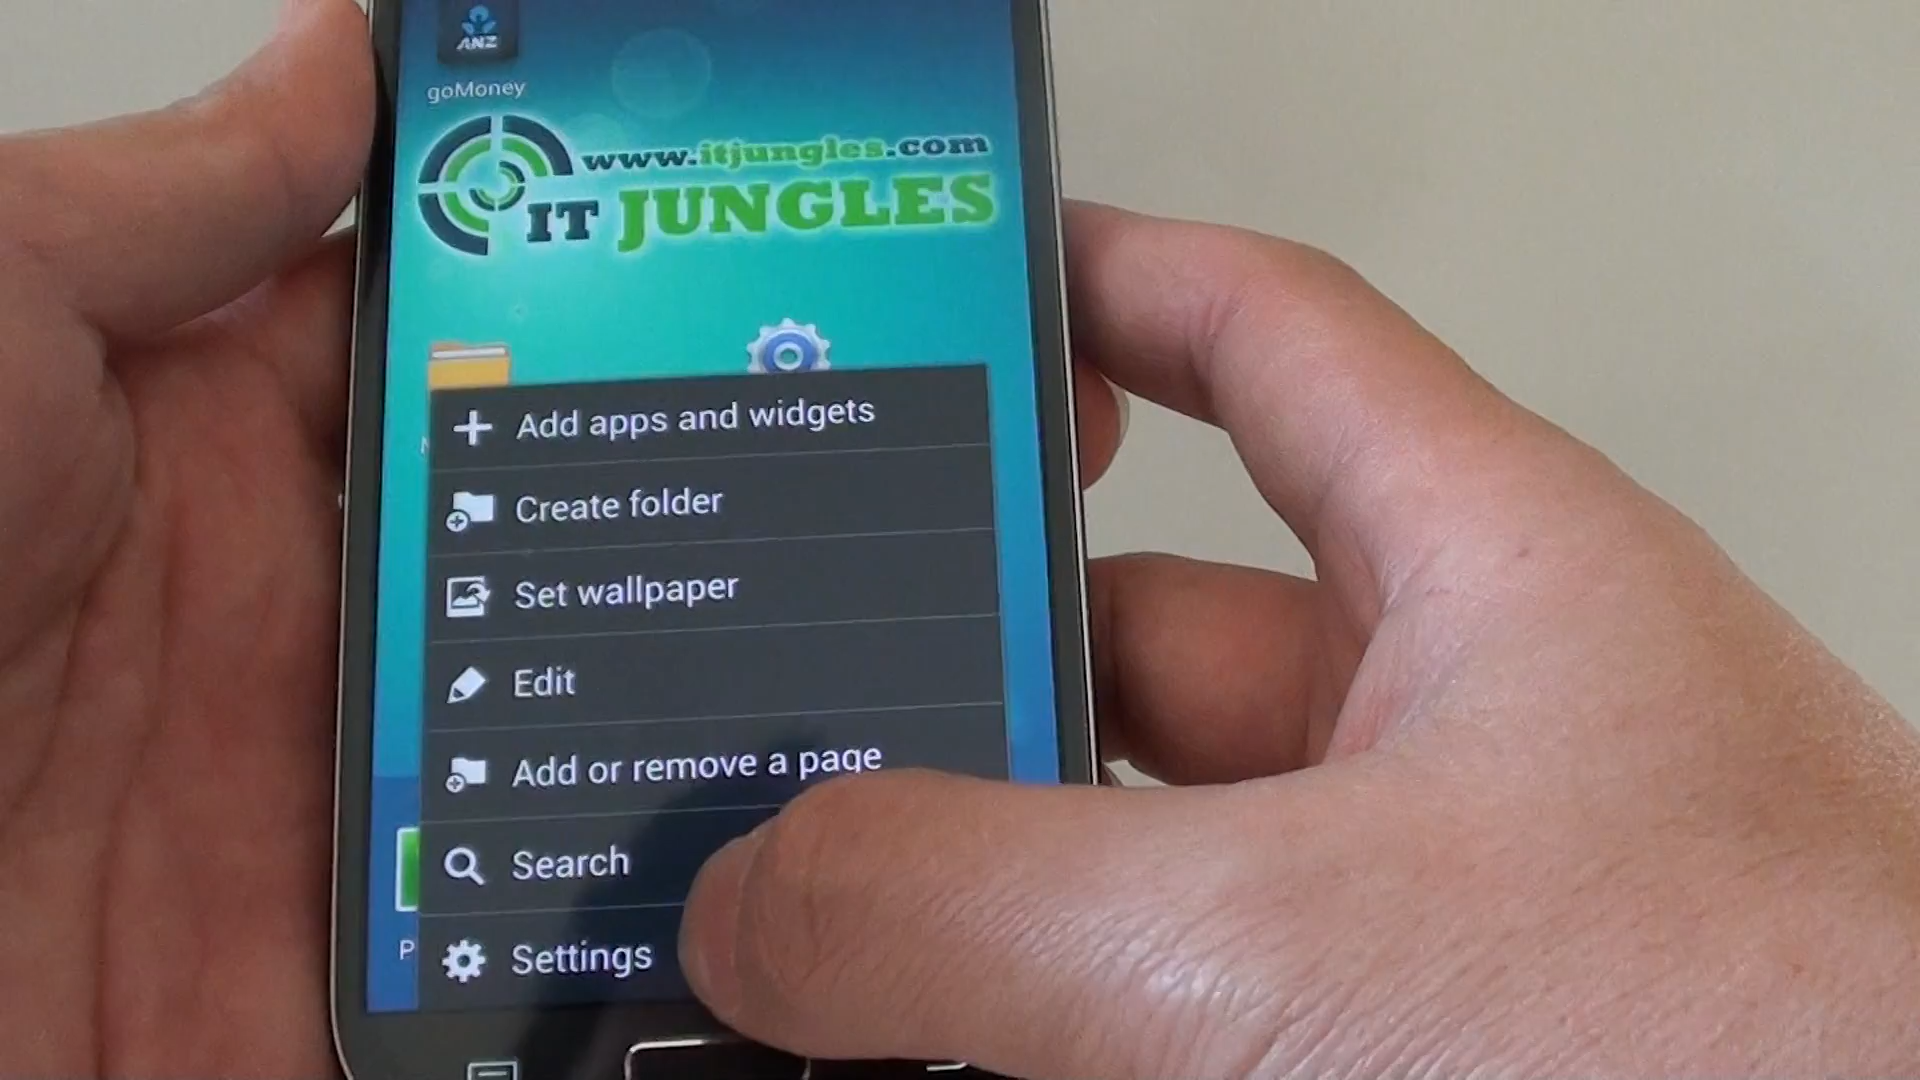 ANZ
goMoney
www.itjungles.com
IT JUNGLES
Add apps and widgets
Create folder
Set wallpaper
Edit
Add or remove a page
Search
Settings
P